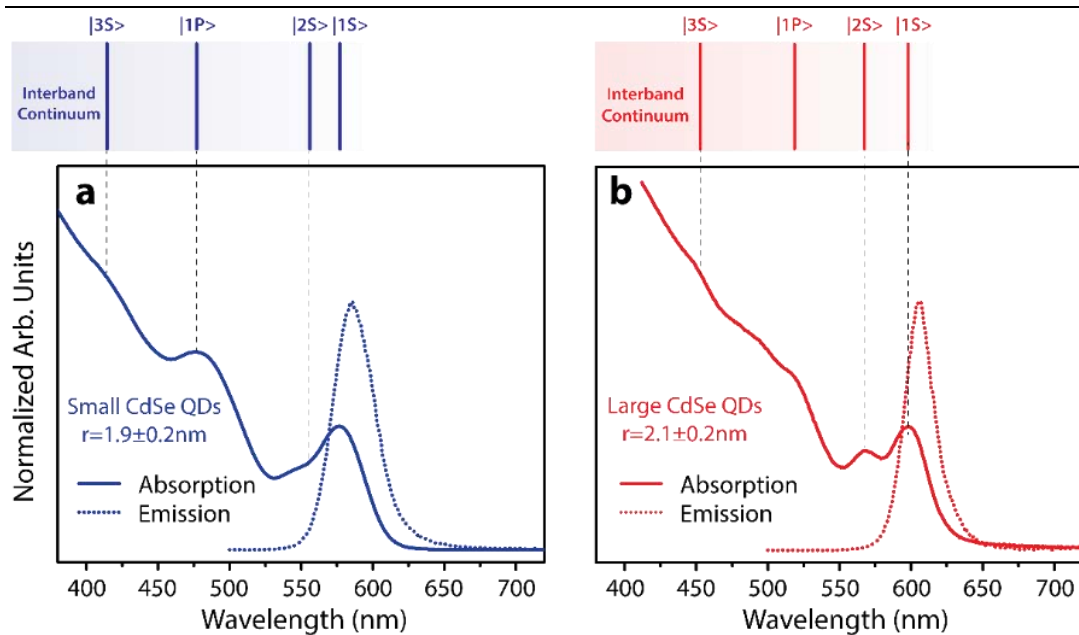 |3S> |1P> |2S> |1S>
Interband
Continuum
a
Small CdSe QDs
r=1.9±0.2nm
Absorption
Emission
Normalized Arb. Units
400 450 500 550 600 650 700
Wavelength (nm)
|3S> |1P> |2S> |1S>
Interband
Continuum
b
Large CdSe QDs
r=2.1±0.2nm
Absorption
Emission
400 450 500 550 600 650 700
Wavelength (nm)